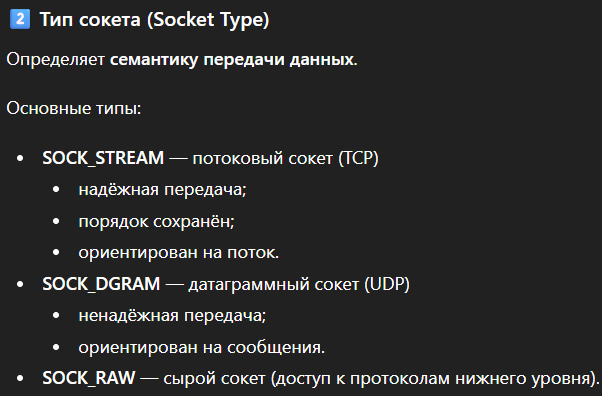 2 Тип сокета (Socket Type)
Определяет семантику передачи данных.
Основные типы:
• SOCK_STREAM — потоковый сокет (TCP)
• надёжная передача;
• порядок сохранён;
• ориентирован на поток.
• SOCK_DGRAM — датаграммный сокет (UDP)
• ненадёжная передача;
• ориентирован на сообщения.
• SOCK_RAW — сырой сокет (доступ к протоколам нижнего уровня).